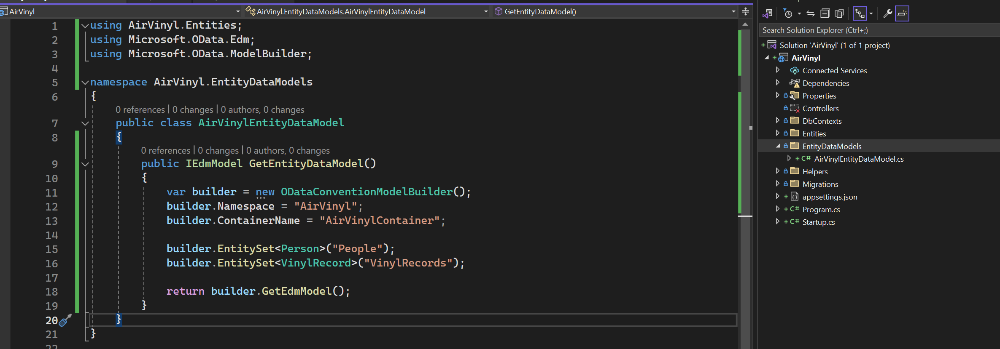 AirVinyl
AirVinyl.EntityDataModels.AirVinylEntityDataModel
GetEntityDataModel()
1 using AirVinyl.Entities;
2 using Microsoft.OData.Edm;
3 using Microsoft.OData.ModelBuilder;
4
5 namespace AirVinyl.EntityDataModels
6 {
0 references | 0 changes | 0 authors, 0 changes
7 public class AirVinylEntityDataModel
8 {
0 references | 0 changes | 0 authors, 0 changes
9 public IEdmModel GetEntityDataModel()
10 {
11 var builder = new ODataConventionModelBuilder();
12 builder.Namespace = "AirVinyl";
13 builder.ContainerName = "AirVinylContainer";
14
15 builder.EntitySet<Person>("People");
16 builder.EntitySet<VinylRecord>("VinylRecords");
17
18 return builder.GetEdmModel();
19 }
20 }
21 }
22
Search Solution Explorer (Ctrl+;)
Solution 'AirVinyl' (1 of 1 project)
AirVinyl
Connected Services
Dependencies
Properties
Controllers
DbContexts
Entities
EntityDataModels
C# AirVinylEntityDataModel.cs
Helpers
Migrations
appsettings.json
C# Program.cs
C# Startup.cs